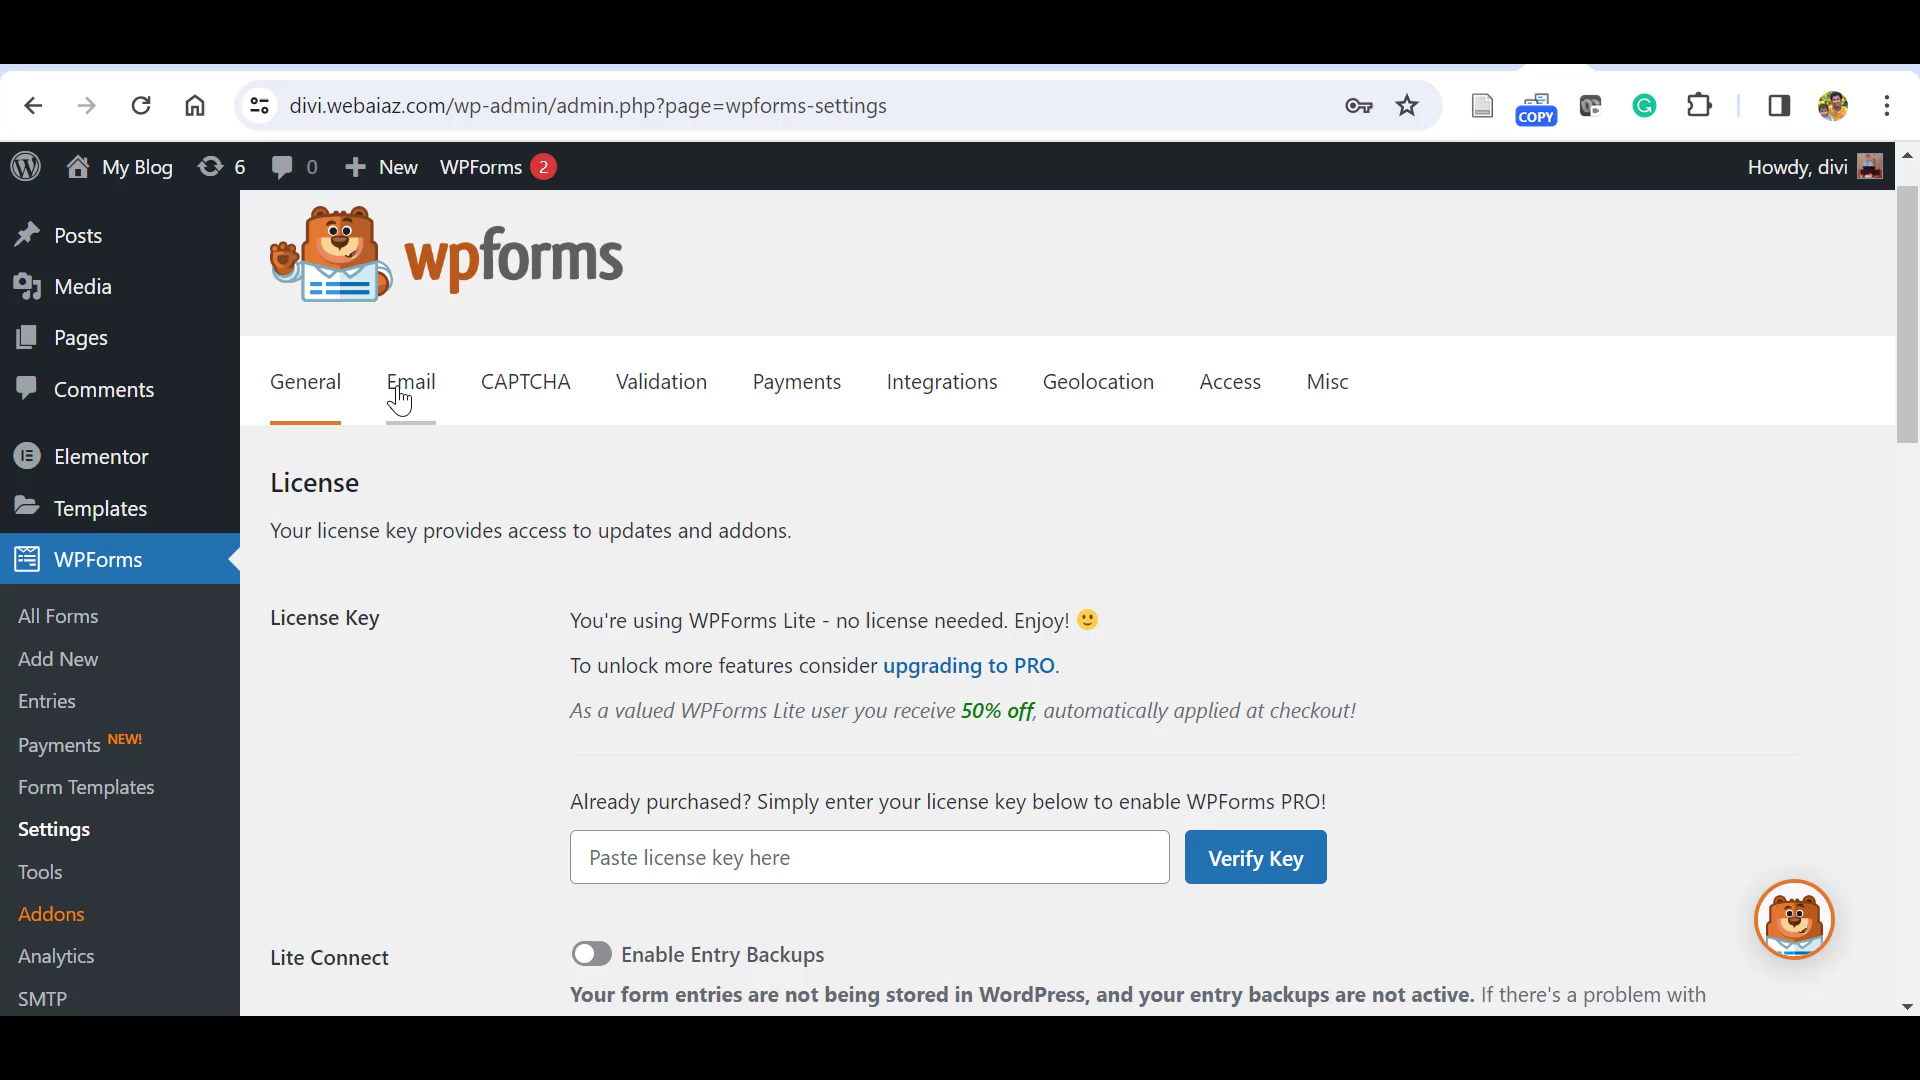 divi.webaiaz.com/wp-admin/admin.php?page=wpforms-settings
COPY
My Blog 6 0 New WPForms 2 Howdy, divi
Posts
Media
Pages
Comments
Elementor
Templates
WPForms
All Forms
Add New
Entries
Payments NEW!
Form Templates
Settings
Tools
Addons
Analytics
SMTP
wpforms
General Email CAPTCHA Validation Payments Integrations Geolocation Access Misc
License
Your license key provides access to updates and addons.
License Key
You're using WPForms Lite - no license needed. Enjoy! 🙂
To unlock more features consider upgrading to PRO.
As a valued WPForms Lite user you receive 50% off, automatically applied at checkout!
Already purchased? Simply enter your license key below to enable WPForms PRO!
Paste license key here Verify Key
Lite Connect
Enable Entry Backups
Your form entries are not being stored in WordPress, and your entry backups are not active. If there's a problem with